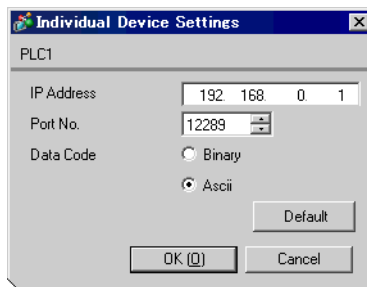 Individual Device Settings
PLC1
IP Address 192. 168. 0. 1
Port No. 12289
Data Code Binary
Ascii
Default
OK (O) Cancel